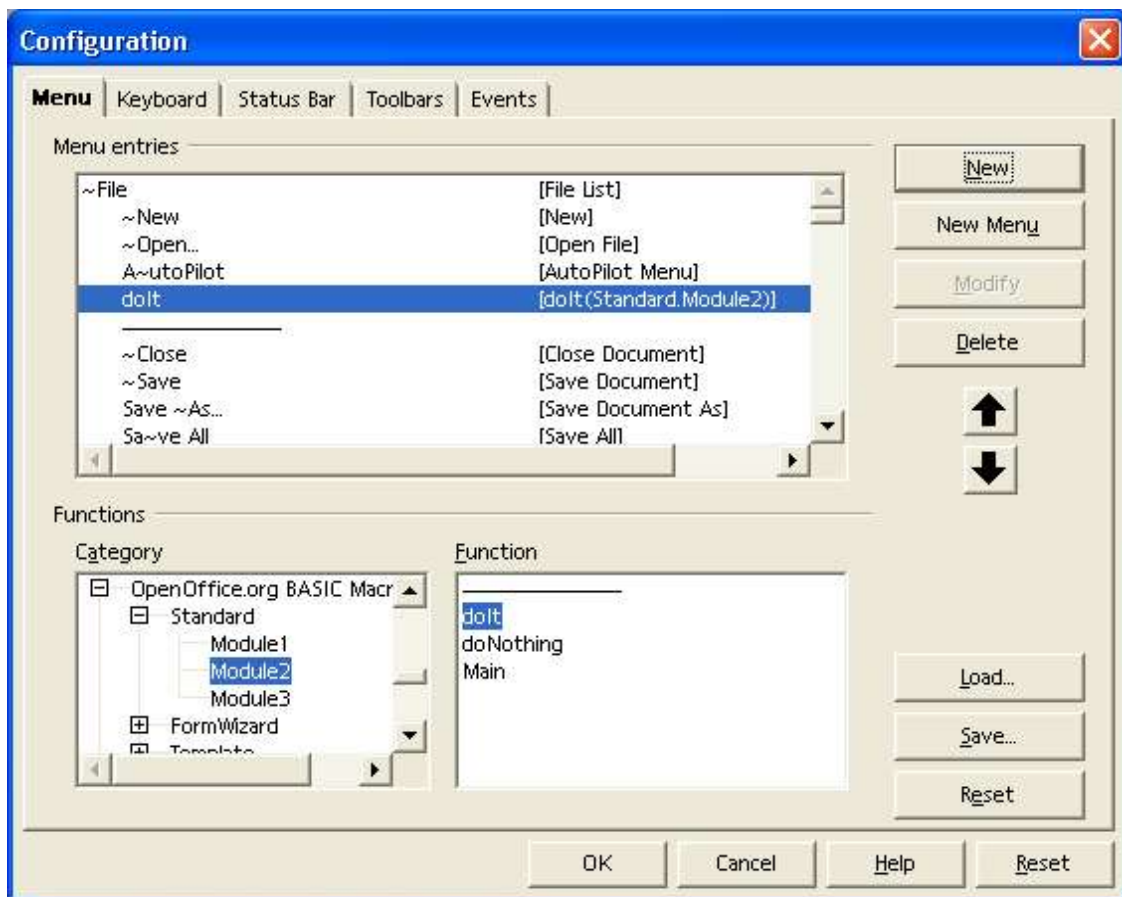 Configuration
Menu Keyboard Status Bar Toolbars Events
Menu entries
~File [File List]
~New [New]
~Open... [Open File]
A~utoPilot [AutoPilot Menu]
doIt [doIt(Standard.Module2)]
~Close [Close Document]
~Save [Save Document]
Save ~As... [Save Document As]
Sa~ve All [Save All]
New
New Menu
Modify
Delete
Functions
Category
OpenOffice.org BASIC Macr
Standard
Module1
Module2
Module3
FormWizard
Template
Function
doIt
doNothing
Main
Load...
Save...
Reset
OK Cancel Help Reset